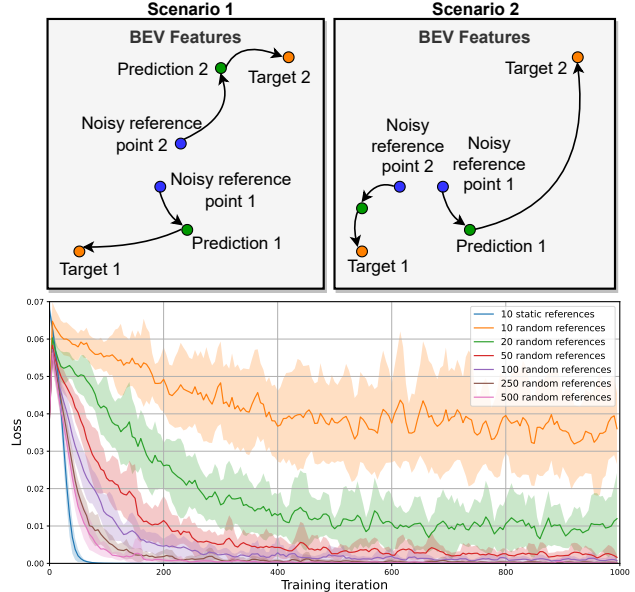 Scenario 1
BEV Features
Prediction 2
Target 2
Noisy reference
point 2
Noisy reference
point 1
Prediction 1
Target 1
Scenario 2
BEV Features
Target 2
Noisy
reference
point 2
Noisy
reference
point 1
Prediction 1
Target 1
0.07
0.06
0.05
0.04
0.03
0.02
0.01
0.00
Loss
10 static references
10 random references
20 random references
50 random references
100 random references
250 random references
500 random references
0 200 400 600 800 1000
Training iteration